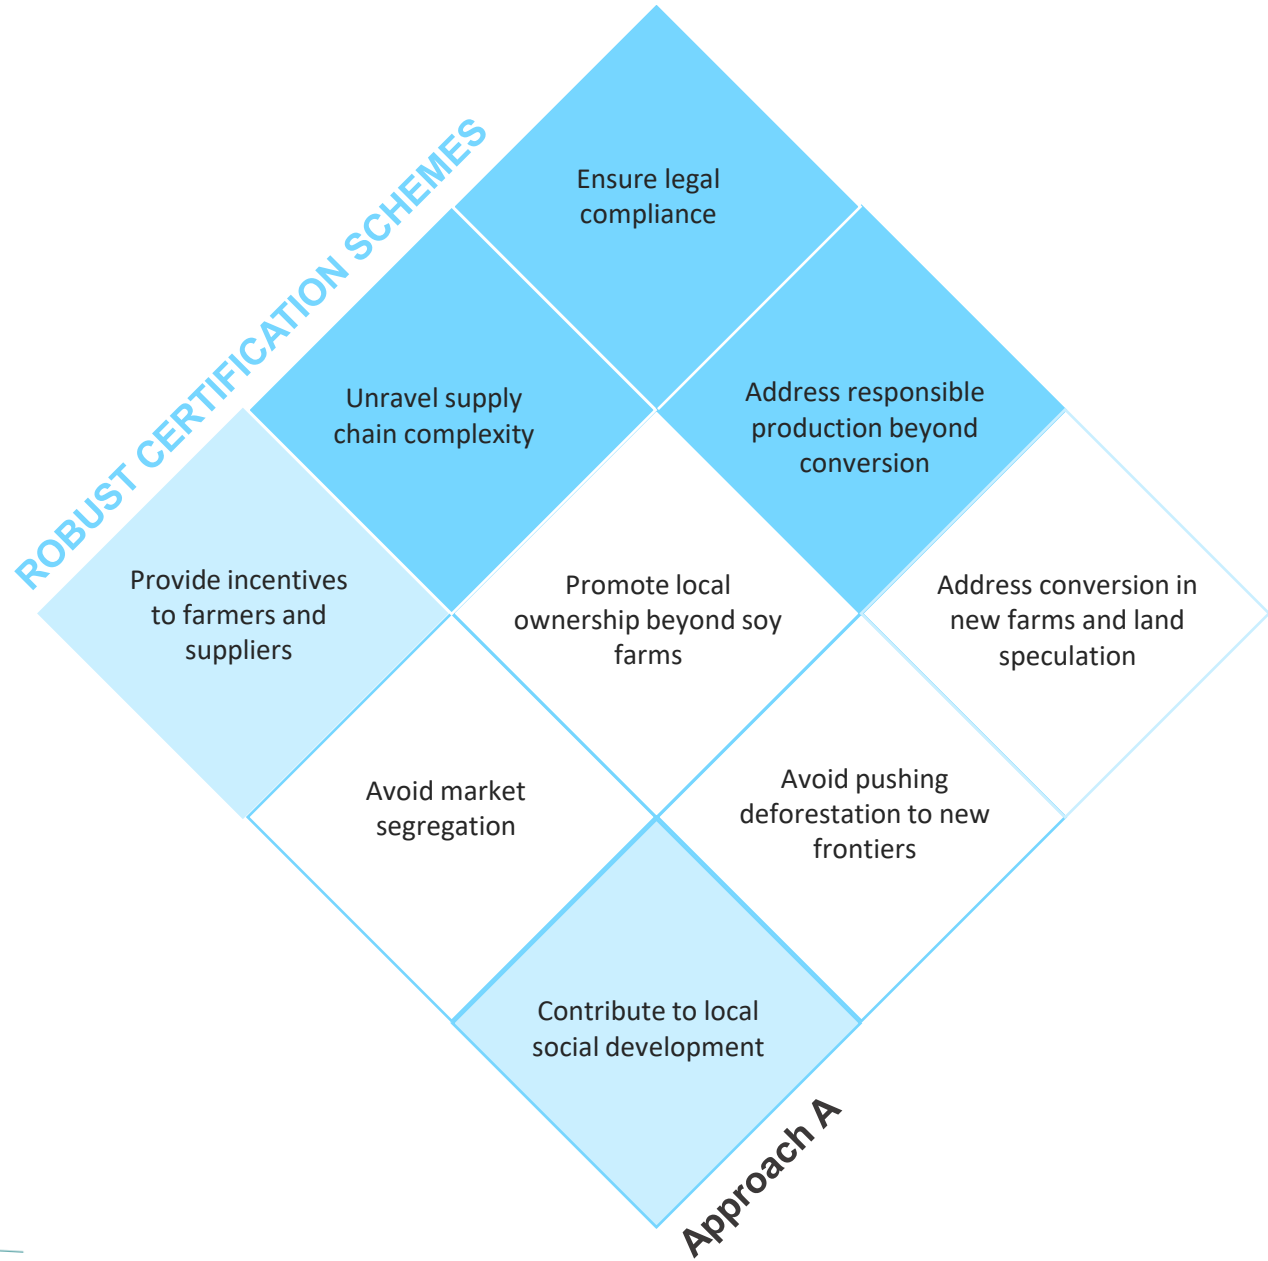 ROBUST CERTIFICATION SCHEMES
Ensure legal
compliance
Unravel supply
chain complexity
Address responsible
production beyond
conversion
Provide incentives
to farmers and
suppliers
Promote local
ownership beyond soy
farms
Address conversion in
new farms and land
speculation
Avoid market
segregation
Avoid pushing
deforestation to new
frontiers
Contribute to local
social development
Approach A